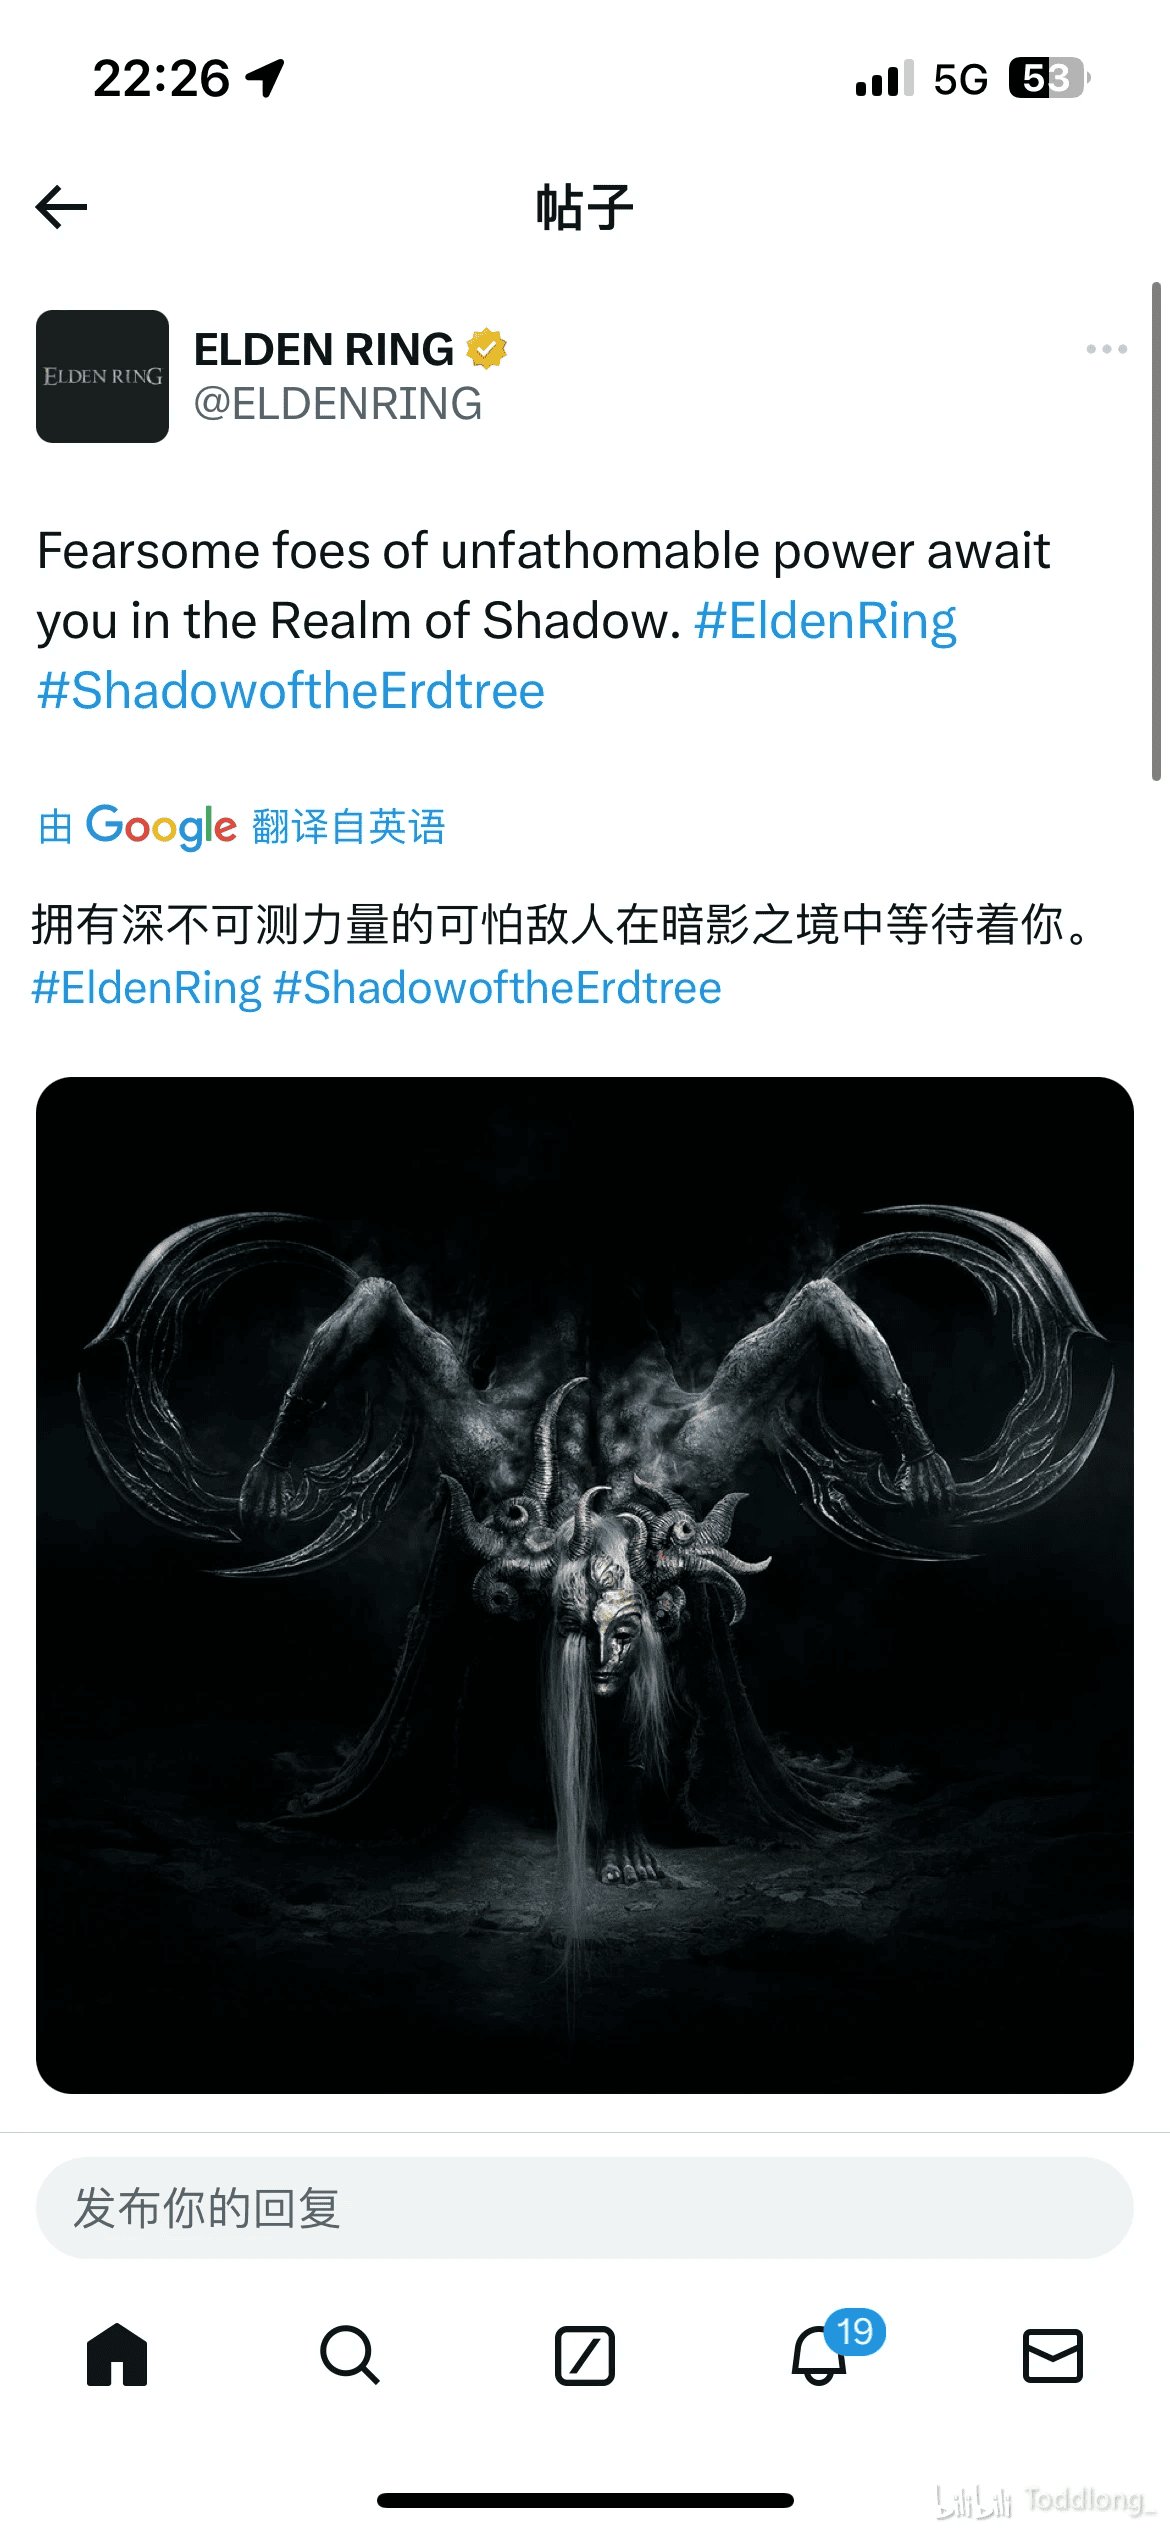 22:26
5G 53
帖子
ELDEN RING
ELDEN RING
@ELDENRING
Fearsome foes of unfathomable power await
you in the Realm of Shadow. #EldenRing
#ShadowoftheErdtree
由 Google 翻译自英语
拥有深不可测力量的可怕敌人在暗影之境中等待着你。
#EldenRing #ShadowoftheErdtree
发布你的回复
19
bilibili Toddlong_